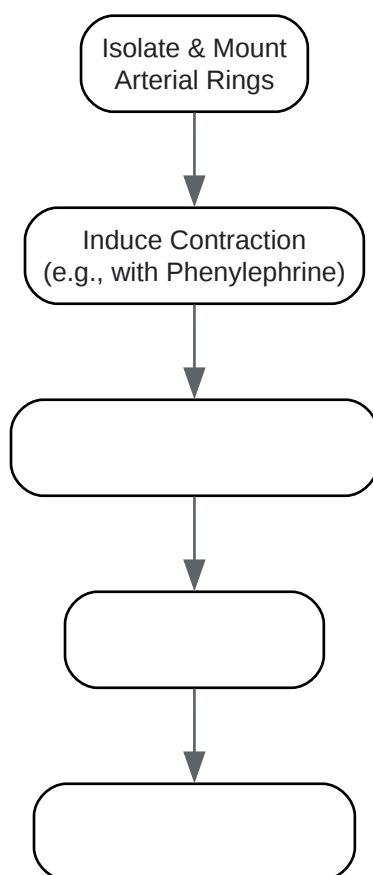 Isolate & Mount
Arterial Rings
Induce Contraction
(e.g., with Phenylephrine)